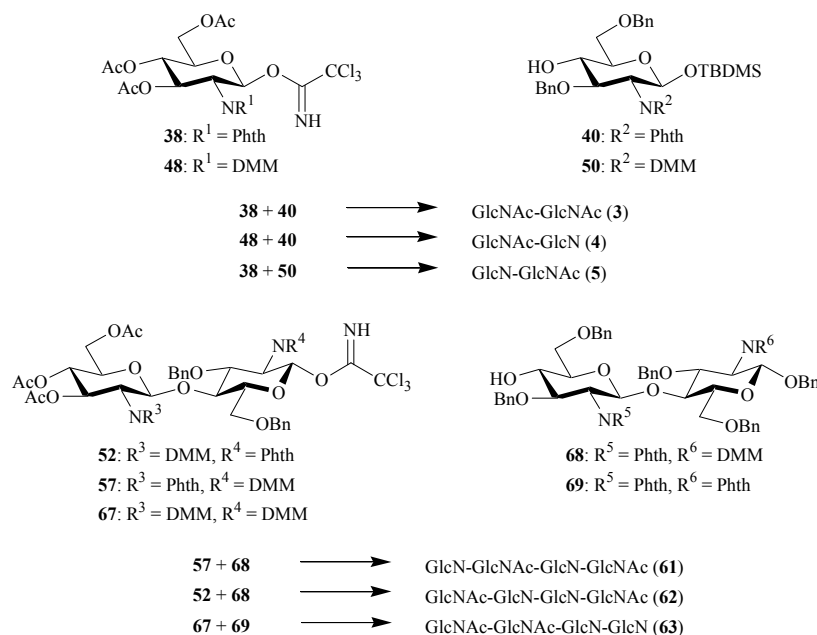 OAc
OBn
AcO
O
O
CCl3
HO
O
OTBDMS
AcO
NR1
NH
BnO
NR2
38: R1 = Phth
40: R2 = Phth
48: R1 = DMM
50: R2 = DMM
38 + 40 GlcNAc-GlcNAc (3)
48 + 40 GlcNAc-GlcN (4)
38 + 50 GlcN-GlcNAc (5)
OAc
NR4
NH
OBn
NR6
AcO
O
BnO
O
CCl3
HO
O
BnO
OBn
AcO
NR3
O
O
OBn
BnO
NR5
O
O
OBn
52: R3 = DMM, R4 = Phth
68: R5 = Phth, R6 = DMM
57: R3 = Phth, R4 = DMM
69: R5 = Phth, R6 = Phth
67: R3 = DMM, R4 = DMM
57 + 68 GlcN-GlcNAc-GlcN-GlcNAc (61)
52 + 68 GlcNAc-GlcN-GlcN-GlcNAc (62)
67 + 69 GlcNAc-GlcNAc-GlcN-GlcN (63)